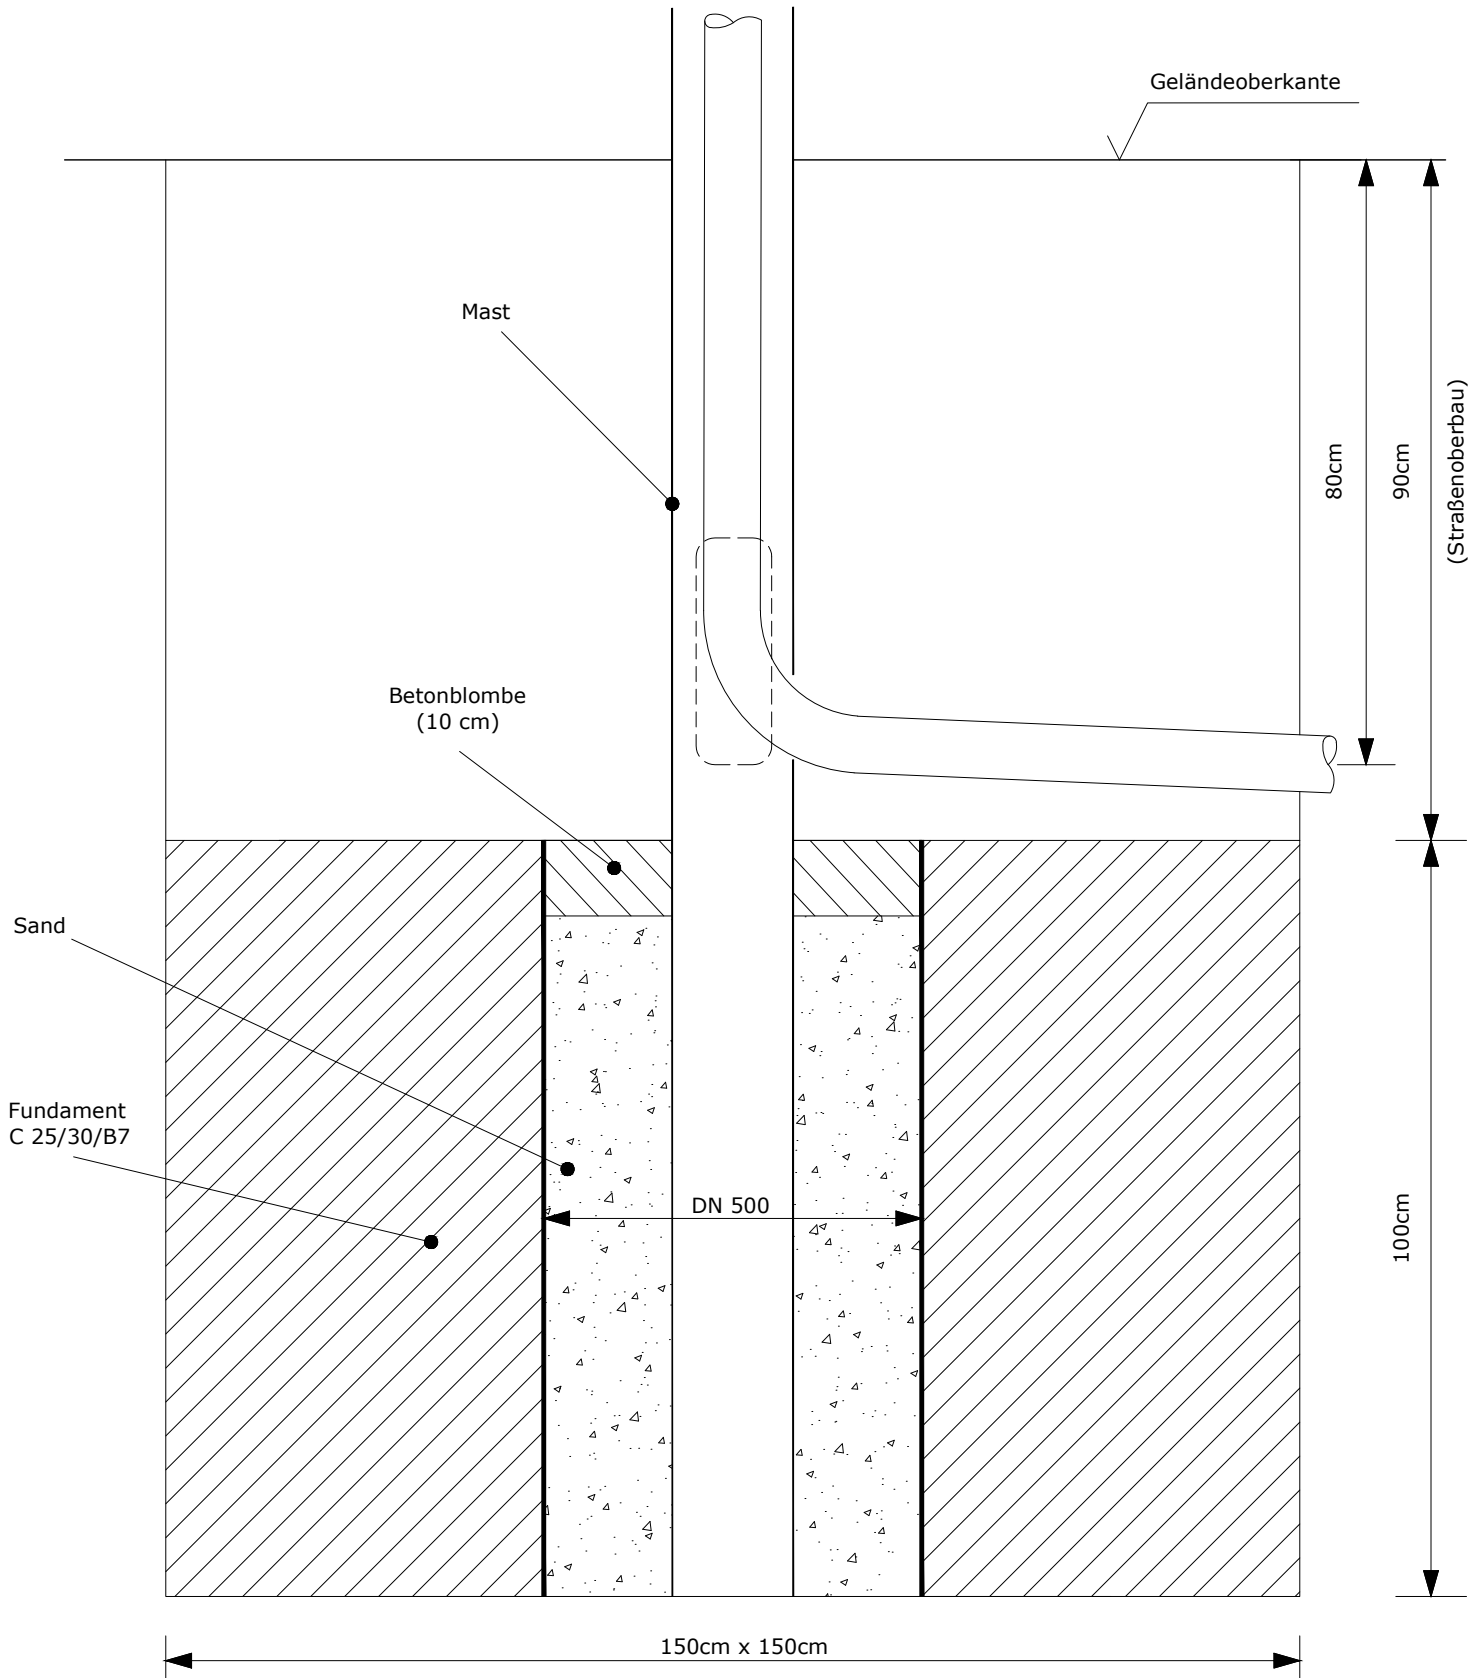 Geländeoberkante
Mast
80cm
90cm
(Straßenoberbau)
Betonblombe
(10 cm)
Sand
Fundament
C 25/30/B7
DN 500
100cm
150cm x 150cm